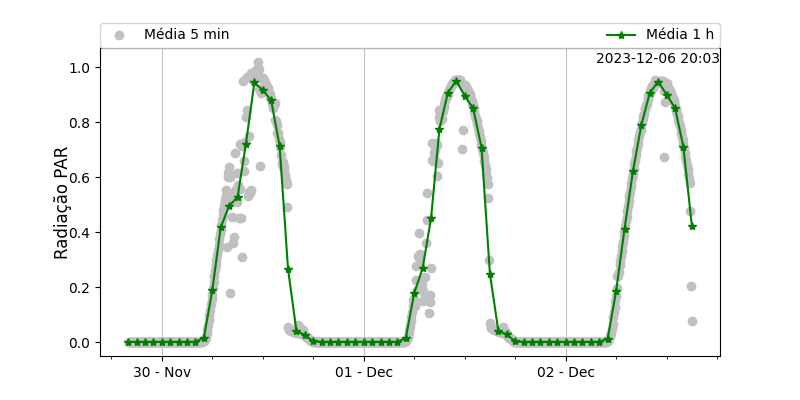 Média 5 min
Média 1 h
2023-12-06 20:03
Radiação PAR
1.0
0.8
0.6
0.4
0.2
0.0
30 - Nov
01 - Dec
02 - Dec